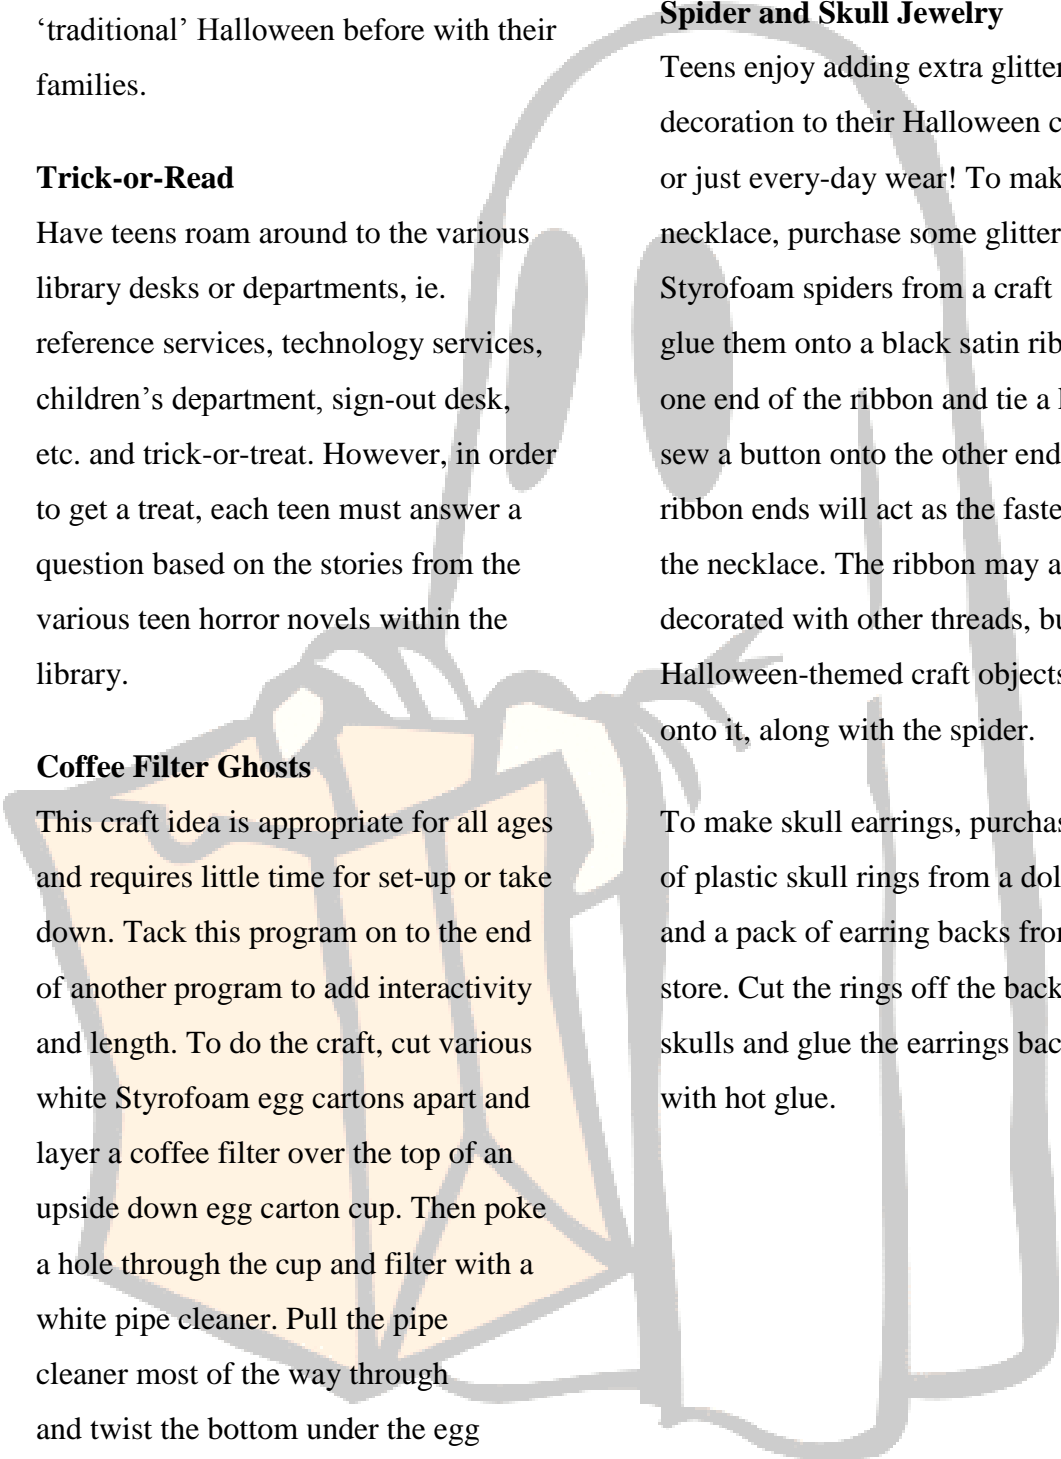 ‘traditional’ Halloween before with their
families.
Trick-or-Read
Have teens roam around to the various
library desks or departments, ie.
reference services, technology services,
children’s department, sign-out desk,
etc. and trick-or-treat. However, in order
to get a treat, each teen must answer a
question based on the stories from the
various teen horror novels within the
library.
Coffee Filter Ghosts
This craft idea is appropriate for all ages
and requires little time for set-up or take
down. Tack this program on to the end
of another program to add interactivity
and length. To do the craft, cut various
white Styrofoam egg cartons apart and
layer a coffee filter over the top of an
upside down egg carton cup. Then poke
a hole through the cup and filter with a
white pipe cleaner. Pull the pipe
cleaner most of the way through
and twist the bottom under the egg
Spider and Skull Jewelry
Teens enjoy adding extra glitter
decoration to their Halloween
or just every-day wear! To
necklace, purchase some glitter
Styrofoam spiders from a craft
glue them onto a black satin
one end of the ribbon and tie a
sew a button onto the other end
ribbon ends will act as the
the necklace. The ribbon may
decorated with other threads,
Halloween-themed craft objects
onto it, along with the spider.
To make skull earrings,
of plastic skull rings from a
and a pack of earring backs
store. Cut the rings off the back
skulls and glue the earrings
with hot glue.